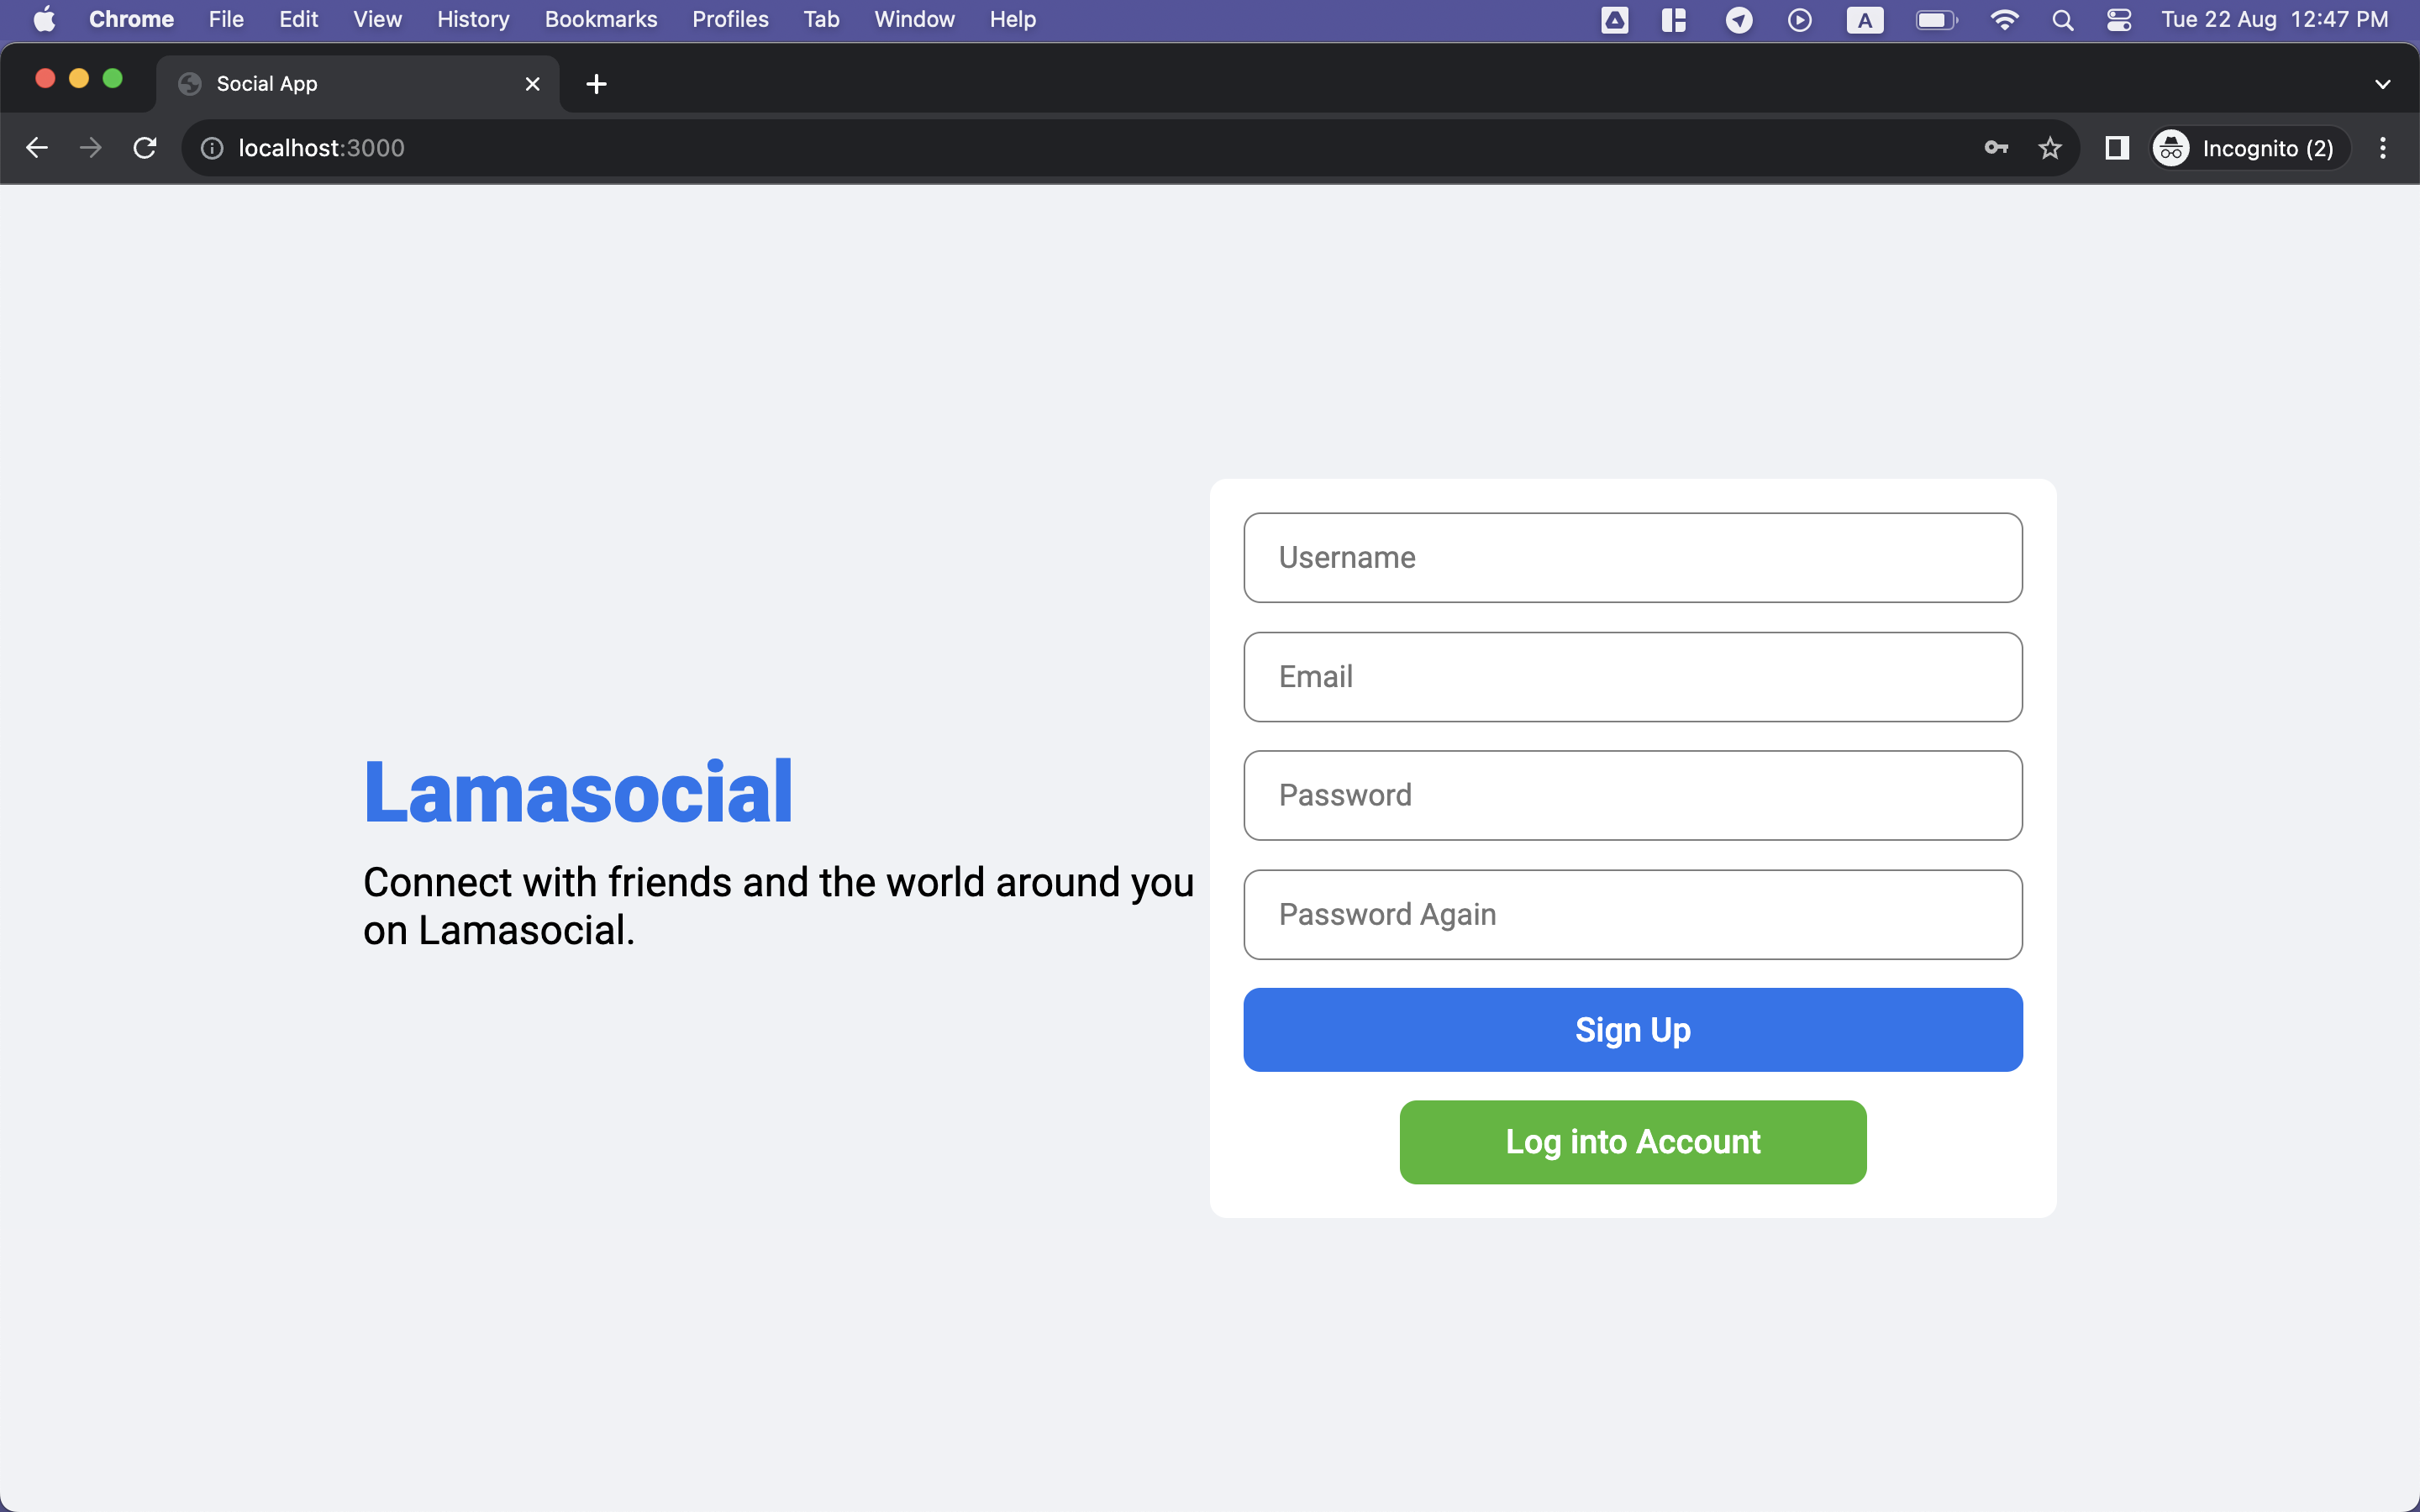 Chrome File Edit View History Bookmarks Profiles Tab Window Help A Tue 22 Aug 12:47 PM
Social App
localhost:3000 Incognito (2)
Username
Email
Password
Password Again
Sign Up
Log into Account
Lamasocial
Connect with friends and the world around you
on Lamasocial.